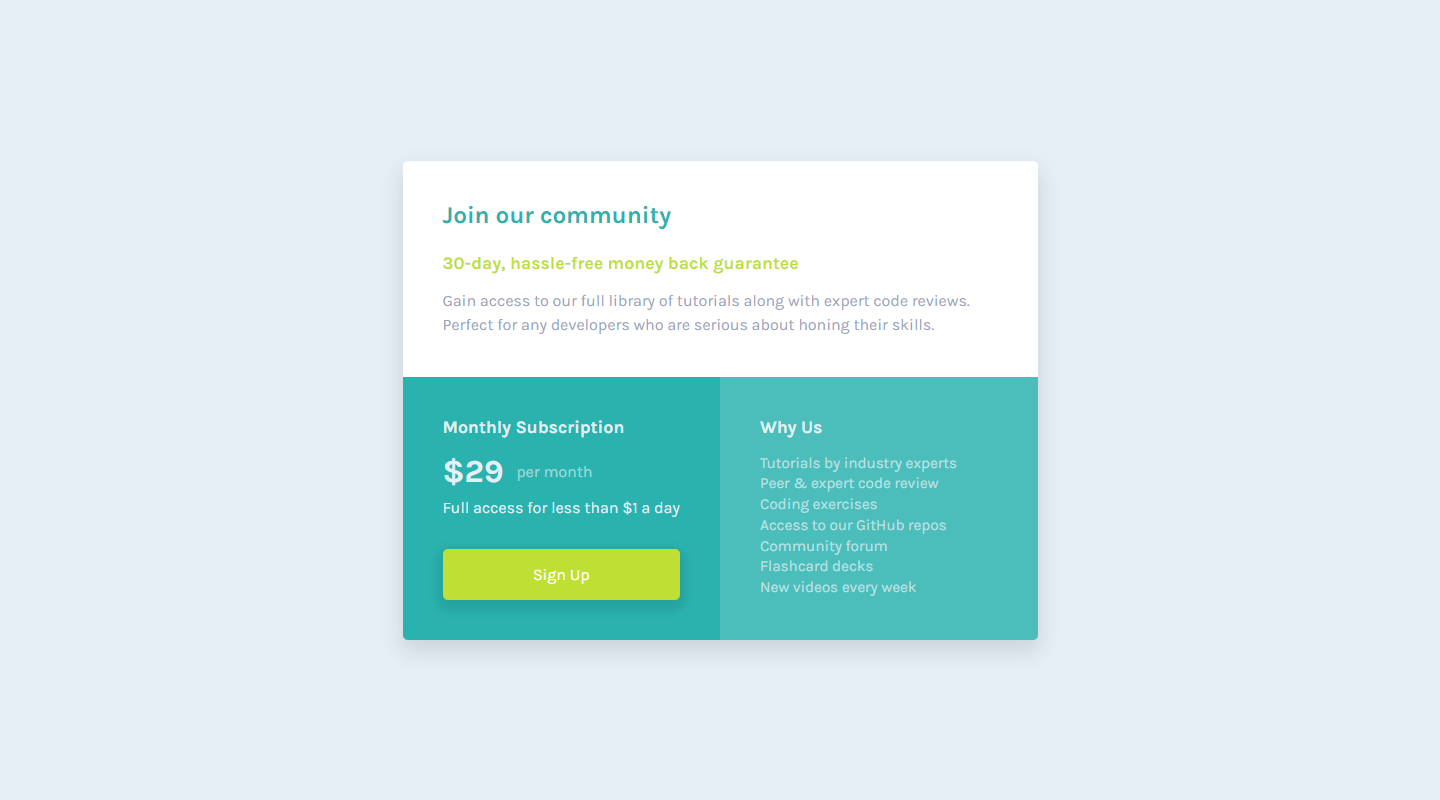 Join our community
30-day, hassle-free money back guarantee
Gain access to our full library of tutorials along with expert code reviews.
Perfect for any developers who are serious about honing their skills.
Monthly Subscription
$29 per month
Full access for less than $1 a day
Sign Up
Why Us
Tutorials by industry experts
Peer & expert code review
Coding exercises
Access to our GitHub repos
Community forum
Flashcard decks
New videos every week